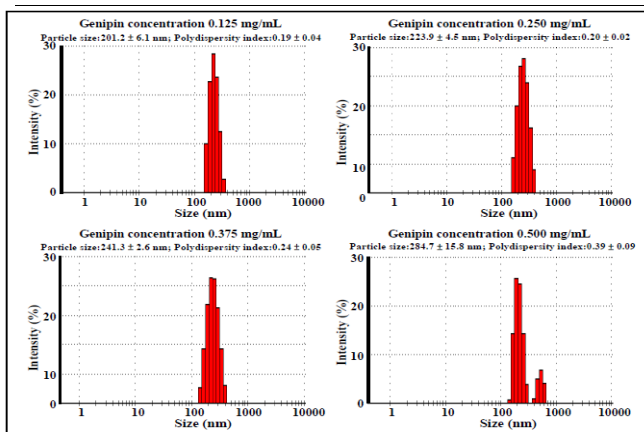 Genipin concentration 0.125 mg/mL
Particle size:201.2 ± 6.1 nm; Polydispersity index:0.19 ± 0.04
30
20
10
0
Intensity (%)
1 10 100 1000 10000
Size (nm)
Genipin concentration 0.250 mg/mL
Particle size:223.9 ± 4.5 nm; Polydispersity index:0.20 ± 0.02
30
20
10
0
Intensity (%)
1 10 100 1000 10000
Size (nm)
Genipin concentration 0.375 mg/mL
Particle size:241.3 ± 2.6 nm; Polydispersity index:0.24 ± 0.05
30
20
10
0
Intensity (%)
1 10 100 1000 10000
Size (nm)
Genipin concentration 0.500 mg/mL
Particle size:284.7 ± 15.8 nm; Polydispersity index:0.39 ± 0.09
30
20
10
0
Intensity (%)
1 10 100 1000 10000
Size (nm)